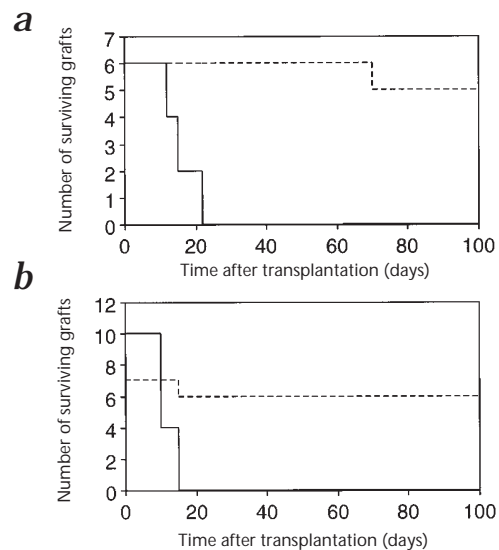 a
Number of surviving grafts
7
6
5
4
3
2
1
0
0 20 40 60 80 100
Time after transplantation (days)
b
Number of surviving grafts
12
10
8
6
4
2
0
0 20 40 60 80 100
Time after transplantation (days)